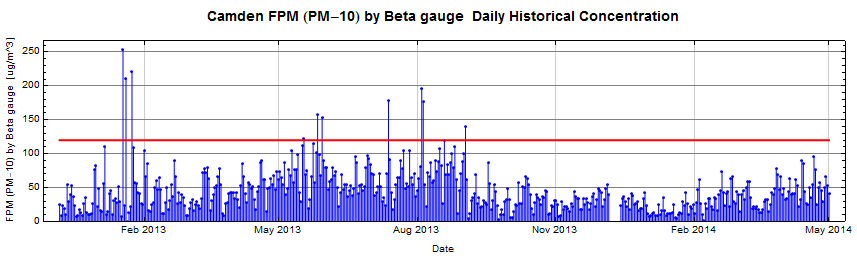 Camden FPM (PM−10) by Beta gauge  Daily Historical Concentration
FPM (PM−10) by Beta gauge [ug/m^3]
250
200
150
100
50
0
Feb 2013
May 2013
Aug 2013
Nov 2013
Feb 2014
May 2014
Date